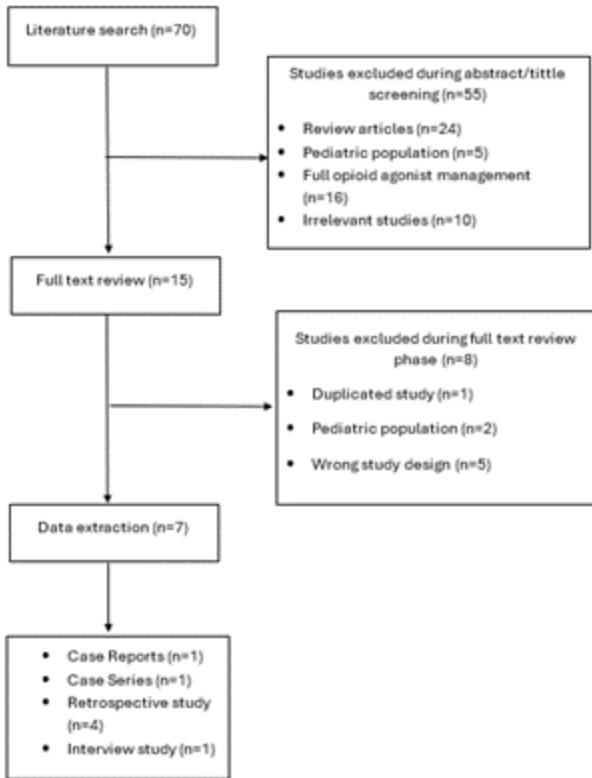 Literature search (n=70)
Studies excluded during abstract/tittle
screening (n=55)
• Review articles (n=24)
• Pediatric population (n=5)
• Full opioid agonist management
(n=16)
• Irrelevant studies (n=10)
Full text review (n=15)
Studies excluded during full text review
phase (n=8)
• Duplicated study (n=1)
• Pediatric population (n=2)
• Wrong study design (n=5)
Data extraction (n=7)
• Case Reports (n=1)
• Case Series (n=1)
• Retrospective study
(n=4)
• Interview study (n=1)